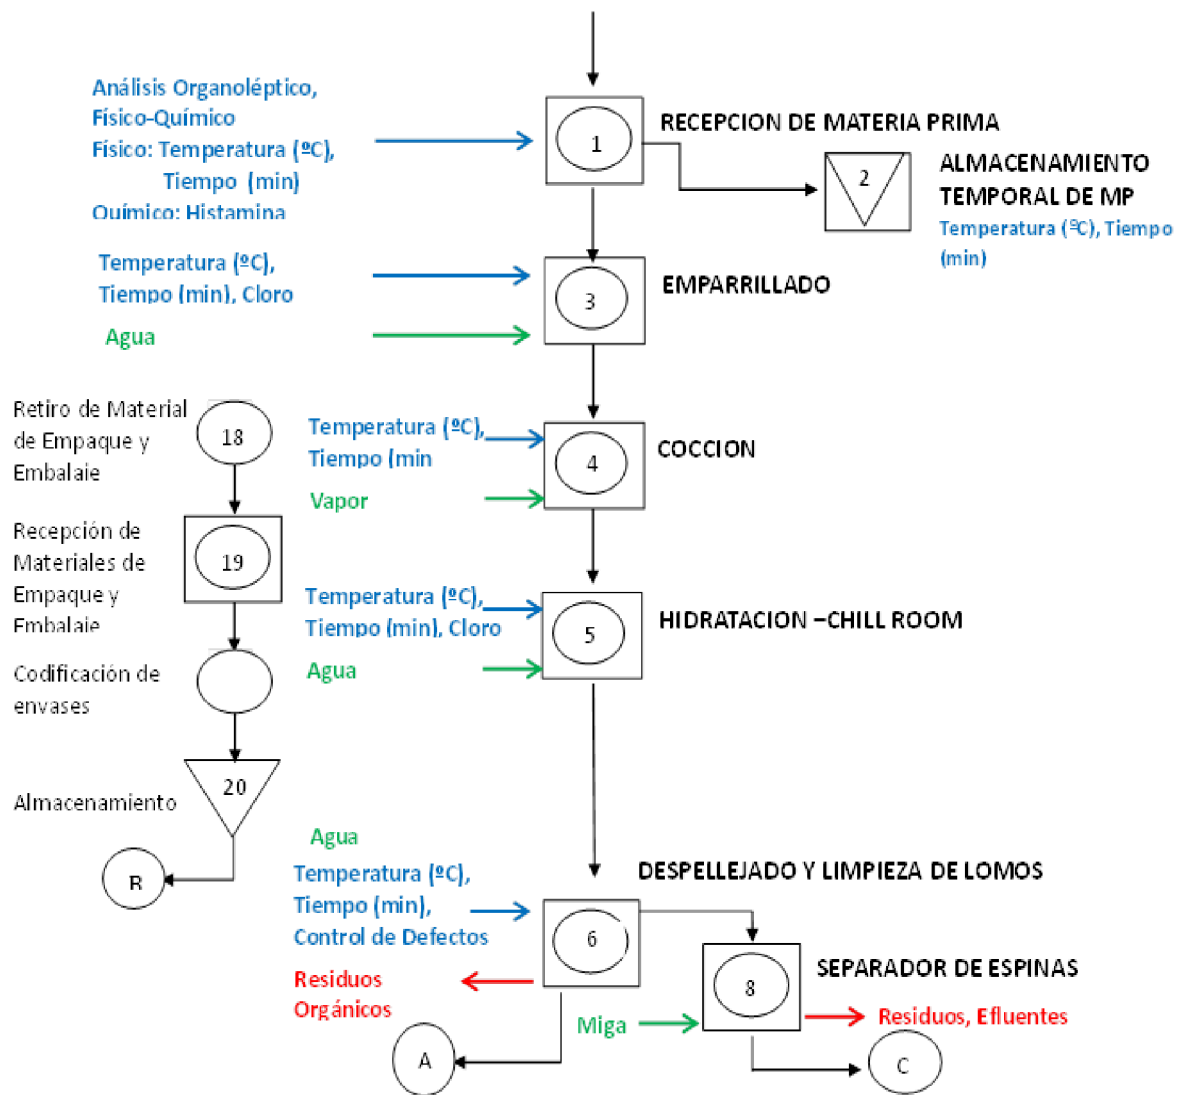 Análisis Organoléptico,
Físico-Químico
Físico: Temperatura (ºC),
Tiempo (min)
Químico: Histamina
1
RECEPCION DE MATERIA PRIMA
2
ALMACENAMIENTO
TEMPORAL DE MP
Temperatura (ºC), Tiempo
(min)
Temperatura (ºC),
Tiempo (min), Cloro
Agua
3
EMPARRILLADO
Retiro de Material
de Empaque y
Embalaje
18
Temperatura (ºC),
Tiempo (min
Vapor
4
COCCION
Recepción de
Materiales de
Empaque y
Embalaje
19
Temperatura (ºC),
Tiempo (min), Cloro
Agua
5
HIDRATACION –CHILL ROOM
Codificación de
envases
Almacenamiento
20
B
Agua
Temperatura (ºC),
Tiempo (min),
Control de Defectos
Residuos
Orgánicos
DESPELLEJADO Y LIMPIEZA DE LOMOS
6
SEPARADOR DE ESPINAS
8
Miga
Residuos, Efluentes
A
C